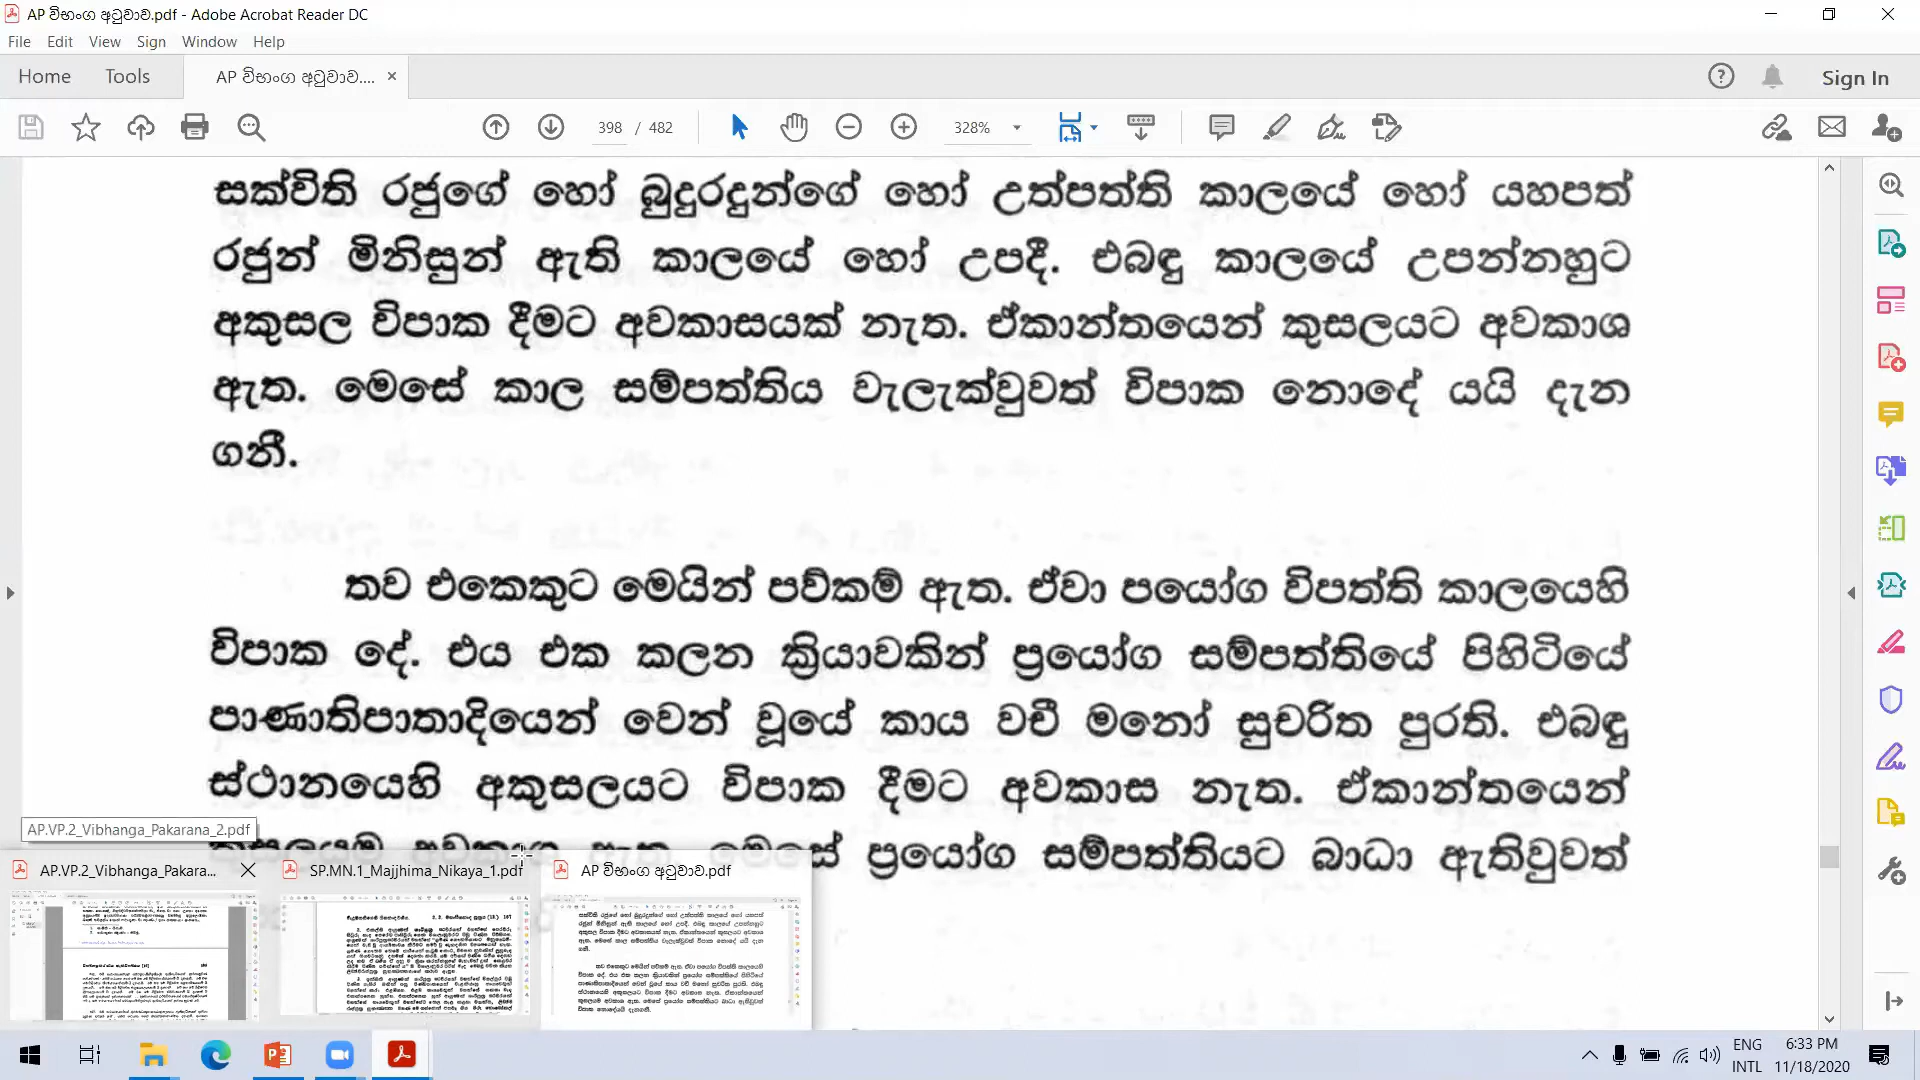 AP විභංග අටුවාව.pdf - Adobe Acrobat Reader DC
File Edit View Sign Window Help
Home Tools AP විභංග අටුවාව.... × Sign In
398 / 482 328%
සක්විති රජුගේ හෝ බුදුරදුන්ගේ හෝ උත්පත්ති කාලයේ හෝ යහපත්
රජුන් මිනිසුන් ඇති කාලයේ හෝ උපදී. එබඳු කාලයේ උපන්නහුට
අකුසල විපාක දීමට අවකාසයක් නැත. ඒකාන්තයෙන් කුසලයට අවකාශ
ඇත. මෙසේ කාල සම්පත්තිය වැලැක්වුවත් විපාක නොදේ යයි දැන
ගනී.
තව එකෙකුට මෙයින් පව්කම් ඇත. ඒවා පයෝග විපත්ති කාලයෙහි
විපාක දේ. එය එක කලන ක්‍රියාවකින් ප්‍රයෝග සම්පත්තියේ පිහිටියේ
පාණාතිපාතාදියෙන් වෙන් වූයේ කාය වචී මනෝ සුචරිත පුරති. එබඳු
ස්ථානයෙහි අකුසලයට විපාක දීමට අවකාස නැත. ඒකාන්තයෙන්
කුසලයම අවකාශ ඇත. මෙසේ ප්‍රයෝග සම්පත්තියට බාධා ඇතිවුවත්
AP.VP.2_Vibhanga_Pakarana_2.pdf
AP.VP.2_Vibhanga_Pakara... SP.MN.1_Majjhima_Nikaya_1.pdf AP විභංග අටුවාව.pdf
ENG 6:33 PM
INTL 11/18/2020